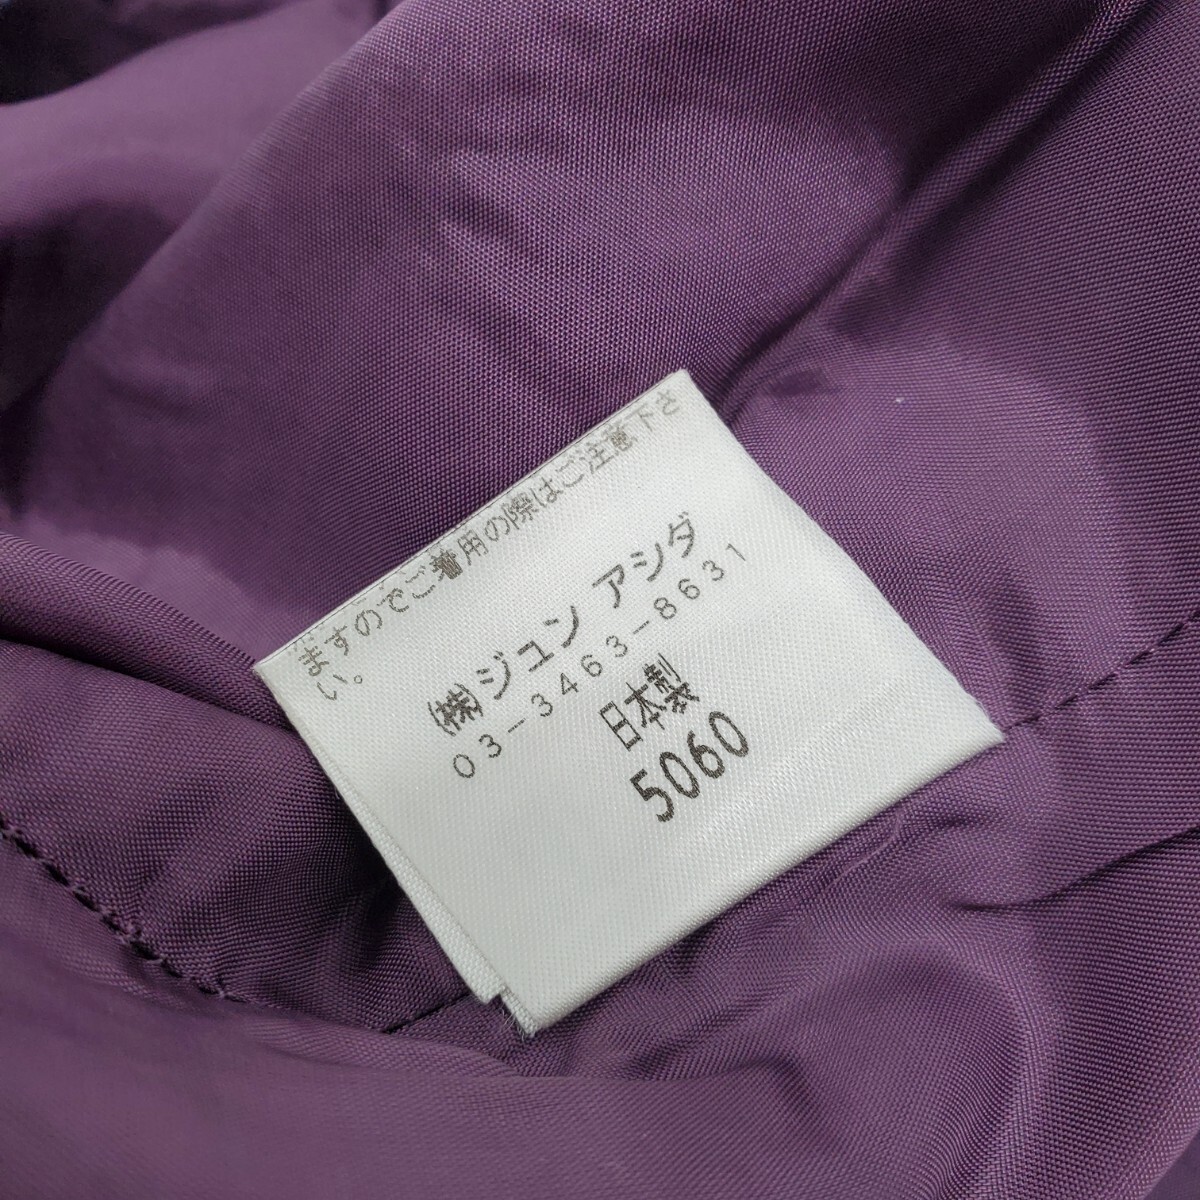 ますのでご着用の際はご注意下さ
い。
㈱ジュン アシダ
03-3463-8631
日本製
5060